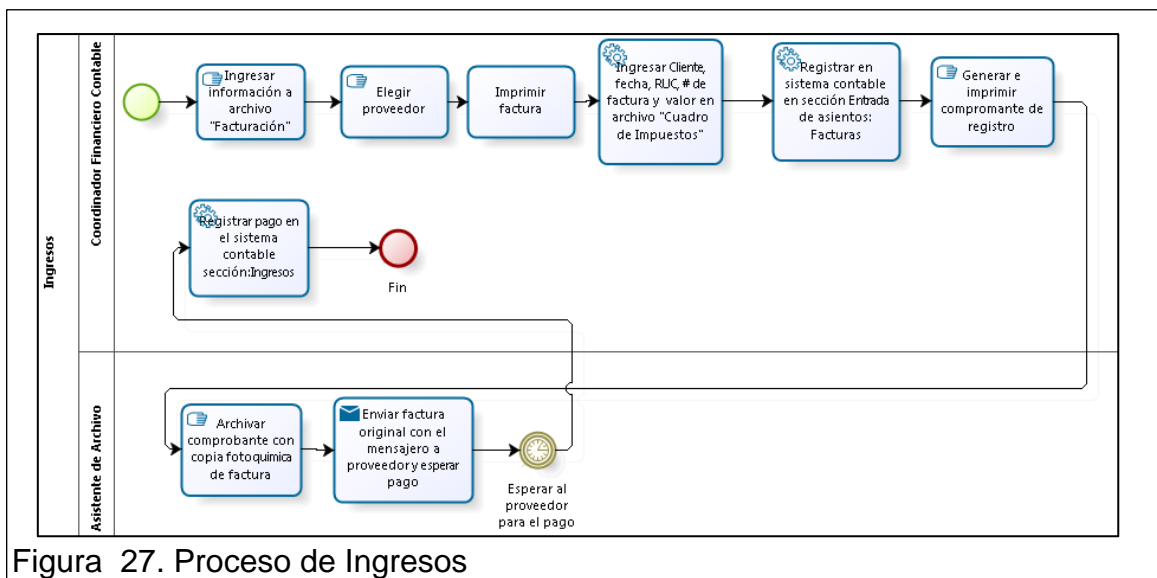 Ingresos
Coordinador Financiero Contable
Ingresar
información a
archivo
"Facturación"
Elegir
proveedor
Imprimir
factura
Ingresar Cliente,
fecha, RUC, # de
factura y valor en
archivo "Cuadro
de Impuestos"
Registrar en
sistema contable
en sección Entrada
de asientos:
Facturas
Generar e
imprimir
compromante de
registro
Registrar pago en
el sistema
contable
sección:Ingresos
Fin
Asistente de Archivo
Archivar
comprobante con
copia fotoquimica
de factura
Enviar factura
original con el
mensajero a
proveedor y esperar
pago
Esperar al
proveedor
para el pago
Figura 27. Proceso de Ingresos